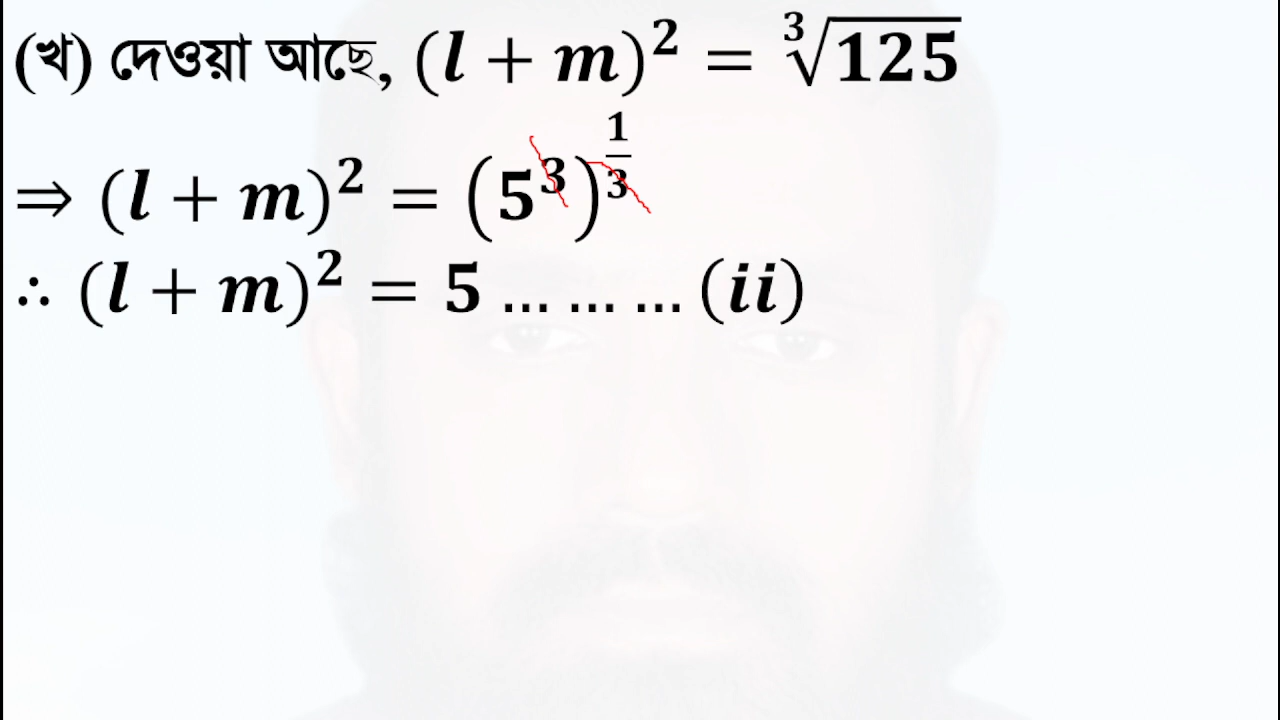 (খ) দেওয়া আছে, (l + m)² = ∛125
⇒ (l + m)² = (5³)^(1/3)
∴ (l + m)² = 5 … … … (ii)